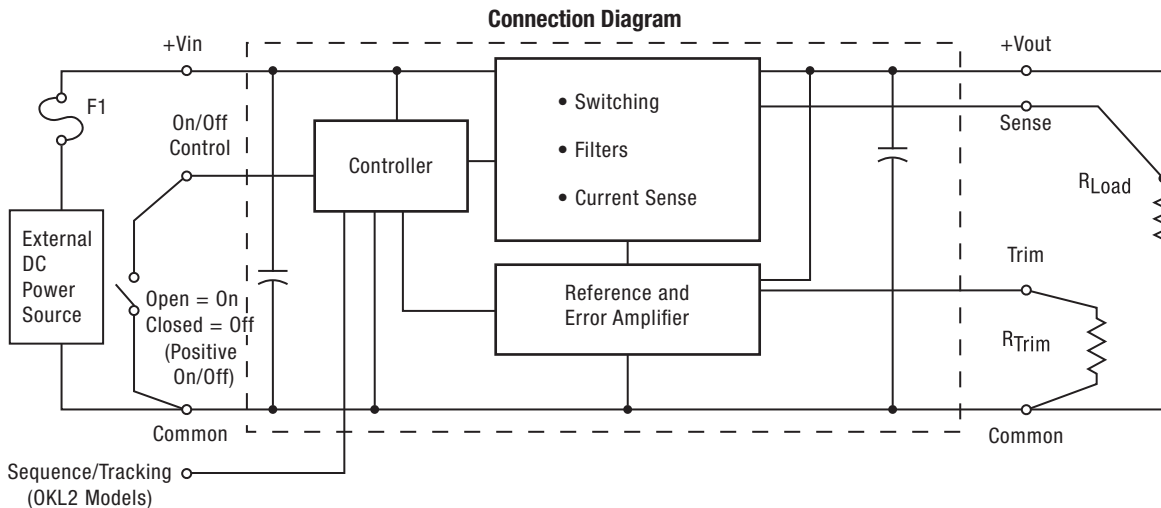 Connection Diagram
+Vin
+Vout
F1
On/Off
Control
Controller
• Switching
• Filters
• Current Sense
Sense
RLoad
External
DC
Power
Source
Open = On
Closed = Off
(Positive
On/Off)
Reference and
Error Amplifier
Trim
RTrim
Common
Common
Sequence/Tracking
(OKL2 Models)